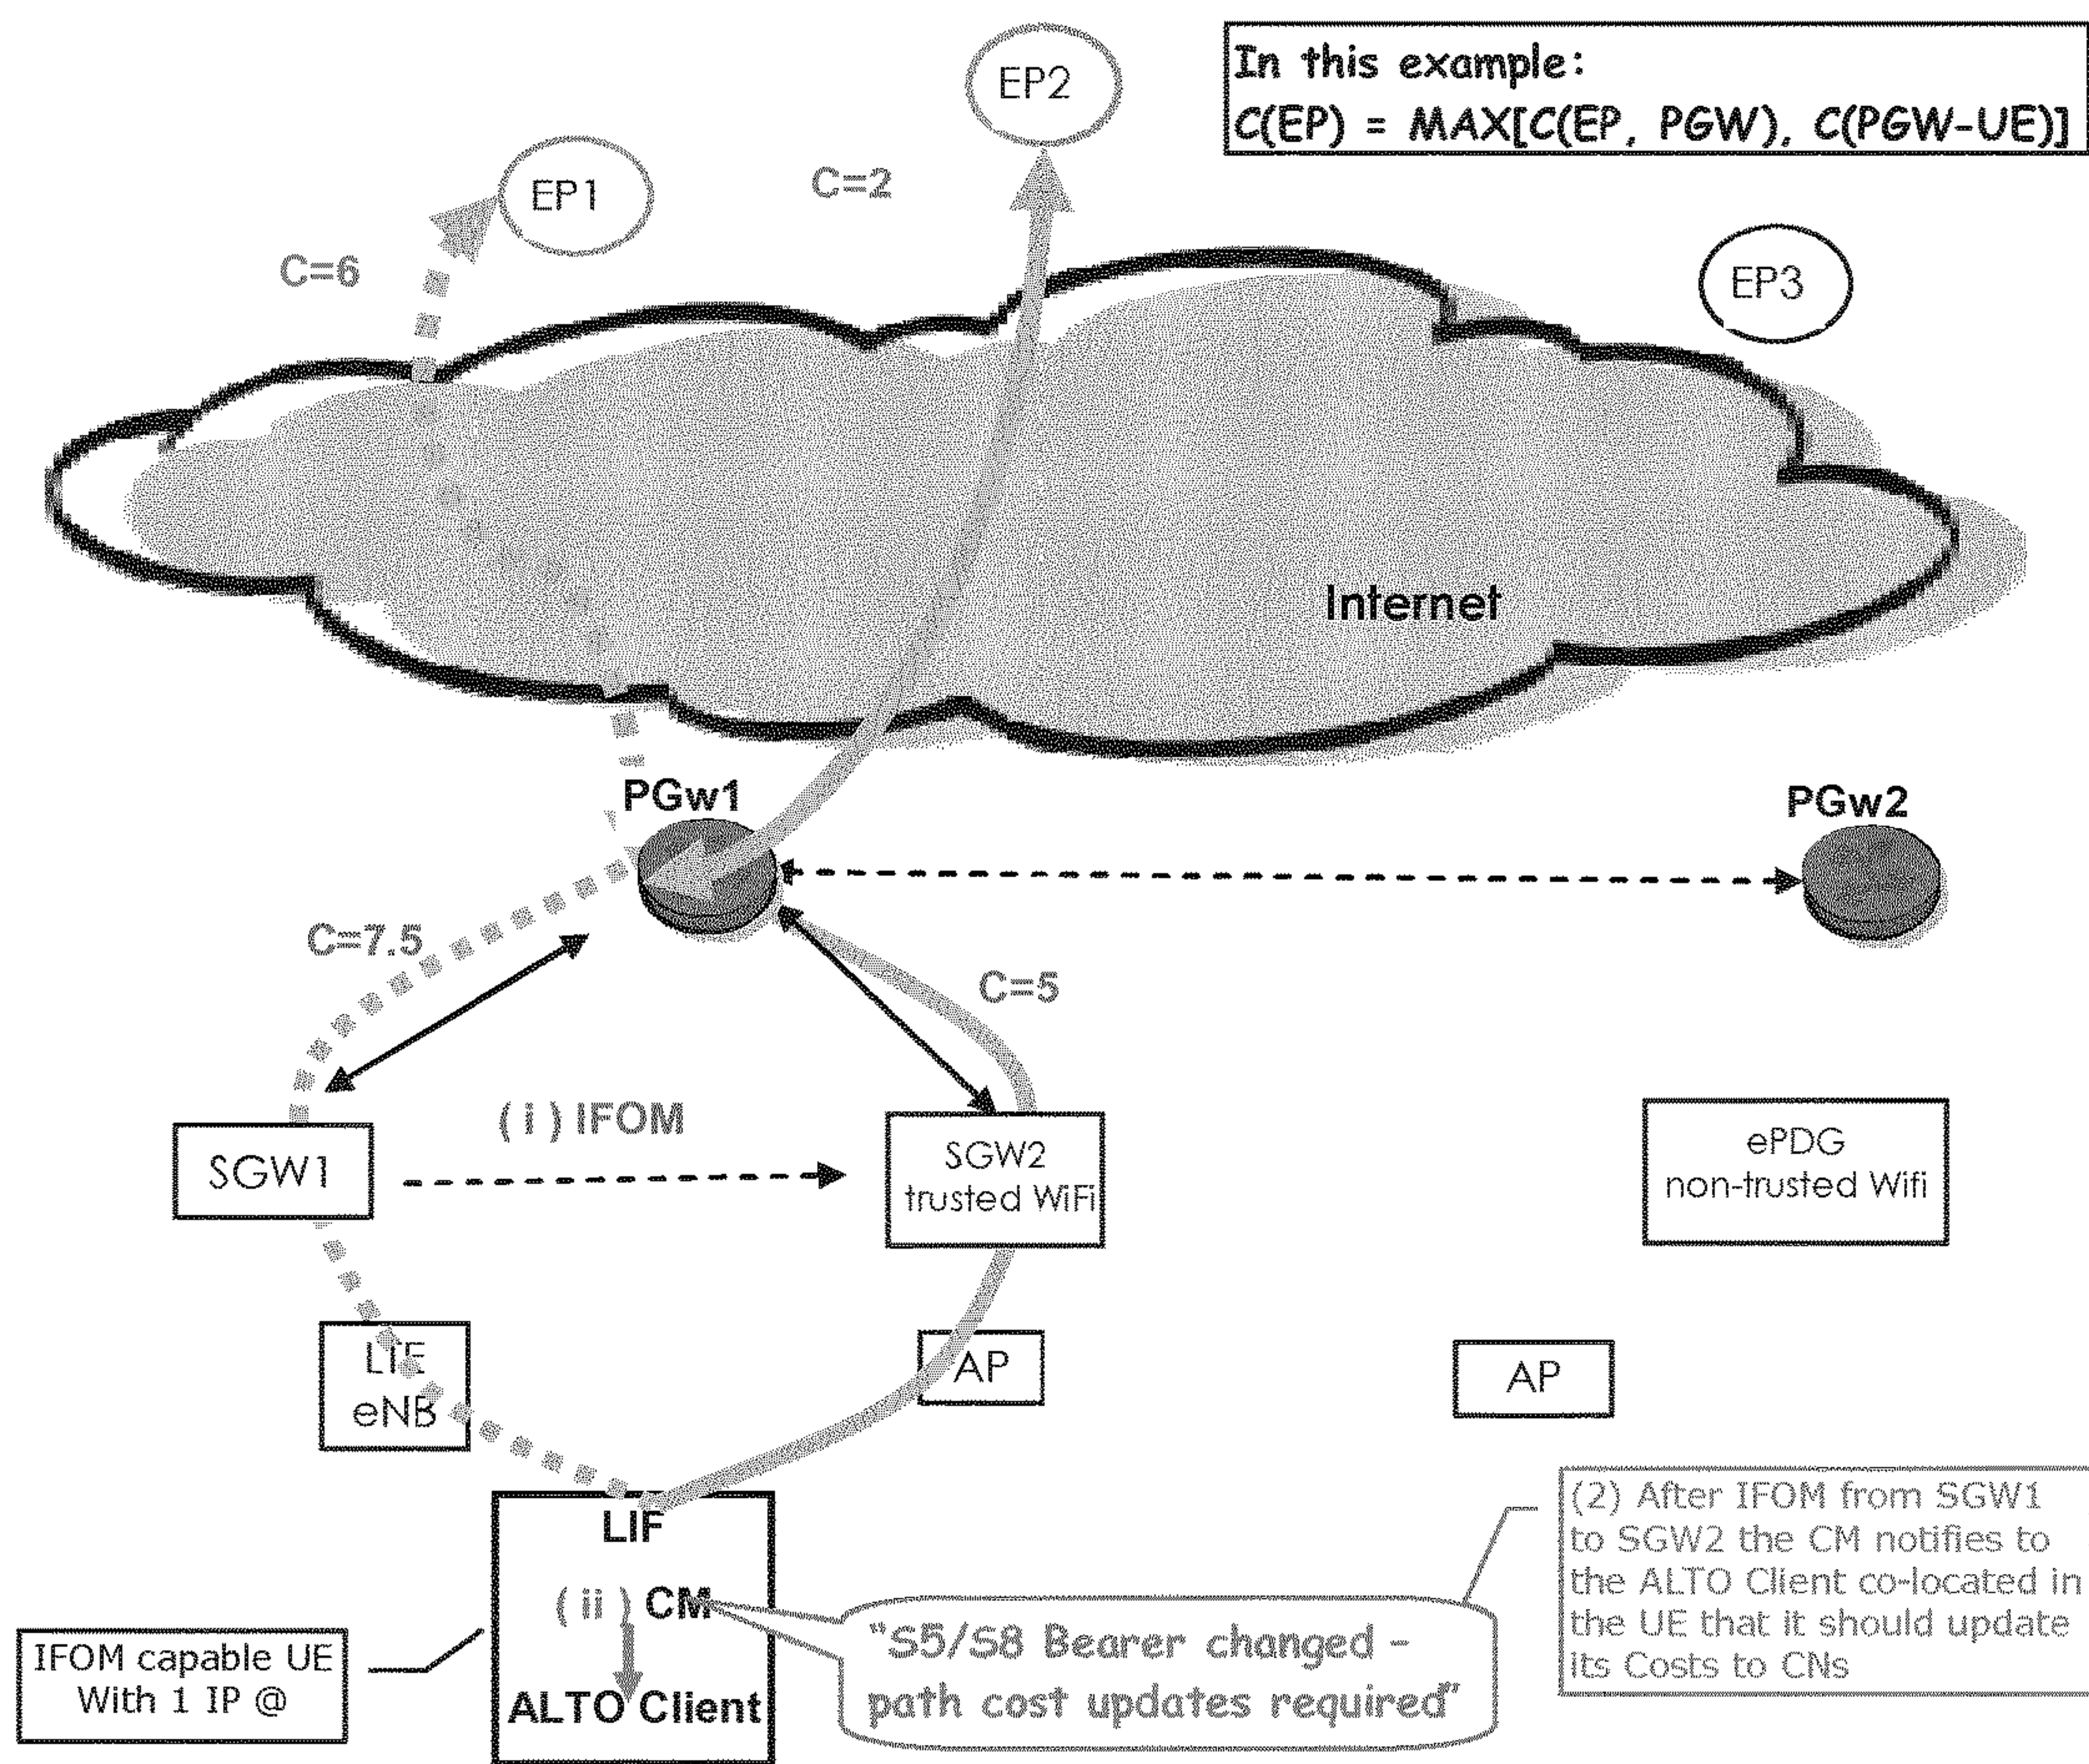 In this example:
C(EP) = MAX[C(EP, PGW), C(PGW-UE)]
EP2
EP1
C=2
C=6
EP3
Internet
PGw1
PGw2
C=7.5
C=5
( i ) IFOM
SGW1
SGW2
trusted WiFi
ePDG
non-trusted Wifi
LTE
eNB
AP
AP
LIF
( ii ) CM
ALTO Client
IFOM capable UE
With 1 IP @
"S5/S8 Bearer changed –
path cost updates required"
(2) After IFOM from SGW1
to SGW2 the CM notifies to
the ALTO Client co-located in
the UE that it should update
its Costs to CNs